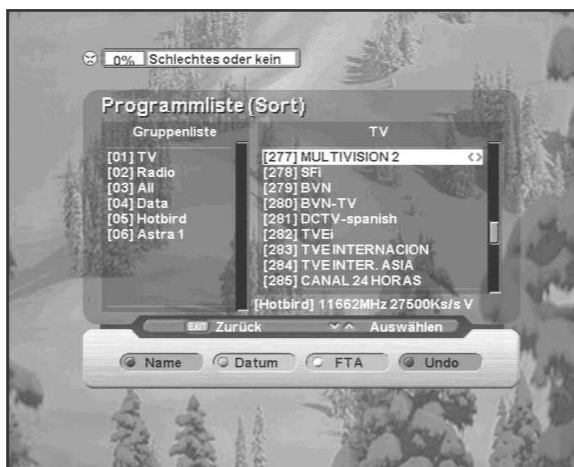 0% Schlechtes oder kein
Programmliste (Sort)
Gruppenliste
[01] TV
[02] Radio
[03] All
[04] Data
[05] Hotbird
[06] Astra 1
TV
[277] MULTIVISION 2 <>
[278] SFi
[279] BVN
[280] BVN-TV
[281] DCTV-spanish
[282] TVEi
[283] TVE INTERNACION
[284] TVE INTER. ASIA
[285] CANAL 24 HORAS
[Hotbird] 11662MHz 27500Ks/s V
EXIT Zurück Auswählen
Name Datum FTA Undo